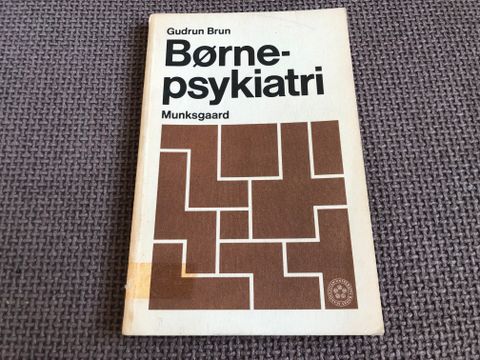 Gudrun Brun
Børne-
psykiatri
Munksgaard